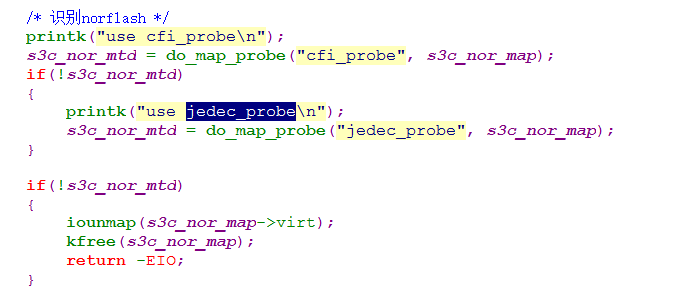 /* 识别norflash */
printk("use cfi_probe\n");
s3c_nor_mtd = do_map_probe("cfi_probe", s3c_nor_map);
if(!s3c_nor_mtd)
{
printk("use jedec_probe\n");
s3c_nor_mtd = do_map_probe("jedec_probe", s3c_nor_map);
}
if(!s3c_nor_mtd)
{
iounmap(s3c_nor_map->virt);
kfree(s3c_nor_map);
return -EIO;
}